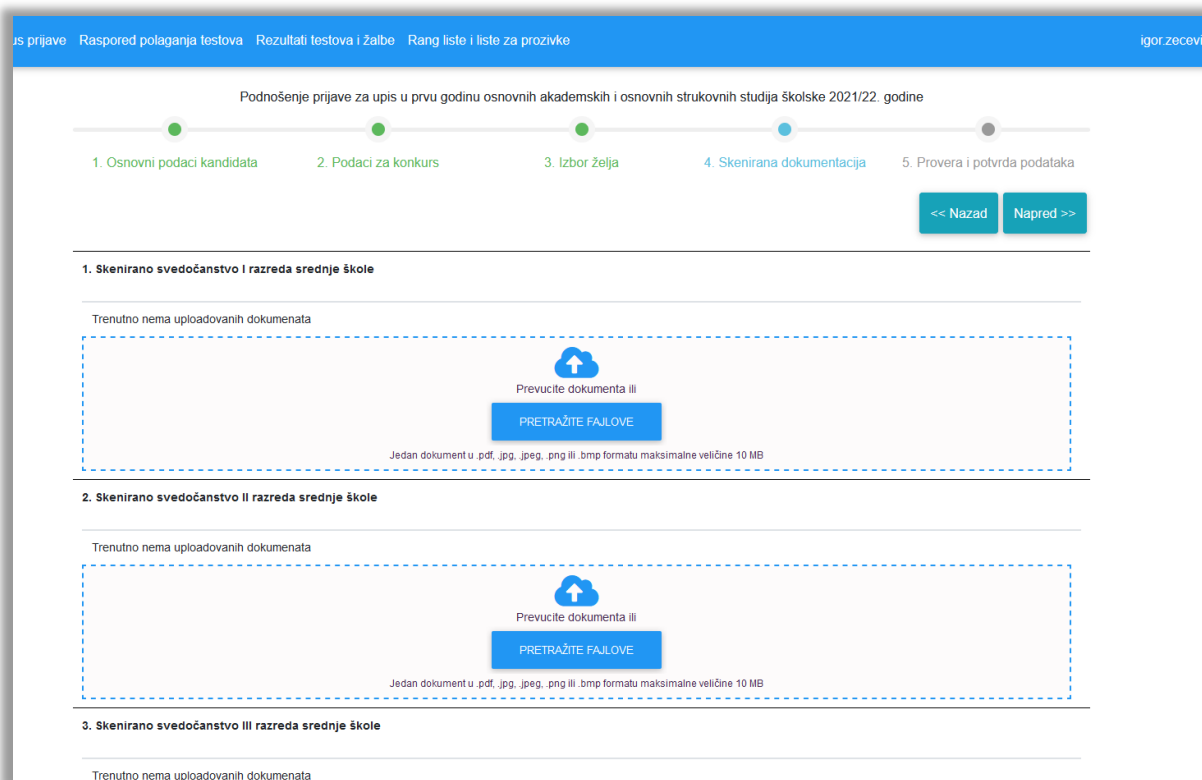 us prijave Raspored polaganja testova Rezultati testova i žalbe Rang liste i liste za prozivke igor.zecevi
Podnošenje prijave za upis u prvu godinu osnovnih akademskih i osnovnih strukovnih studija školske 2021/22. godine
1. Osnovni podaci kandidata 2. Podaci za konkurs 3. Izbor želja 4. Skenirana dokumentacija 5. Provera i potvrda podataka
<< Nazad Napred >>
1. Skenirano svedočanstvo I razreda srednje škole
Trenutno nema uploadovanih dokumenata
Prevucite dokumenta ili
PRETRAŽITE FAJLOVE
Jedan dokument u .pdf, .jpg, .jpeg, .png ili .bmp formatu maksimalne veličine 10 MB
2. Skenirano svedočanstvo II razreda srednje škole
Trenutno nema uploadovanih dokumenata
Prevucite dokumenta ili
PRETRAŽITE FAJLOVE
Jedan dokument u .pdf, .jpg, .jpeg, .png ili .bmp formatu maksimalne veličine 10 MB
3. Skenirano svedočanstvo III razreda srednje škole
Trenutno nema uploadovanih dokumenata